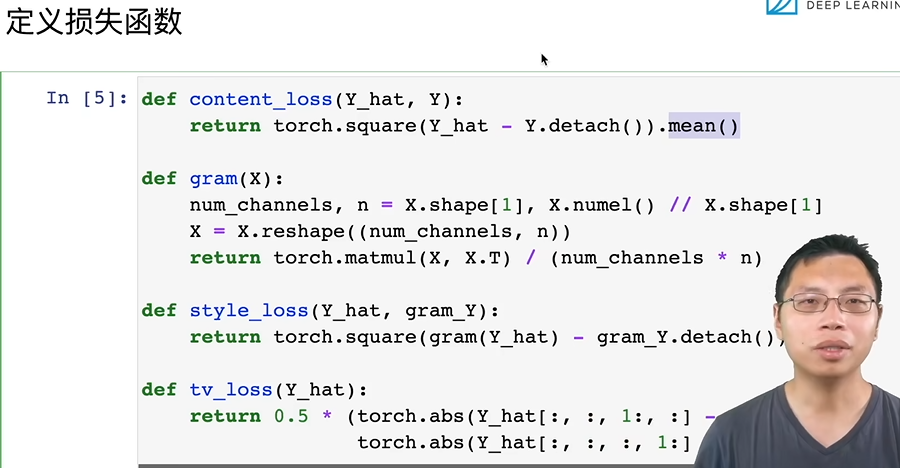 定义损失函数
DEEP LEARNIN
In [5]:
def content_loss(Y_hat, Y):
    return torch.square(Y_hat - Y.detach()).mean()
def gram(X):
    num_channels, n = X.shape[1], X.numel() // X.shape[1]
    X = X.reshape((num_channels, n))
    return torch.matmul(X, X.T) / (num_channels * n)
def style_loss(Y_hat, gram_Y):
    return torch.square(gram(Y_hat) - gram_Y.detach()
def tv_loss(Y_hat):
    return 0.5 * (torch.abs(Y_hat[:, :, 1:, :] -
                  torch.abs(Y_hat[:, :, :, 1:]